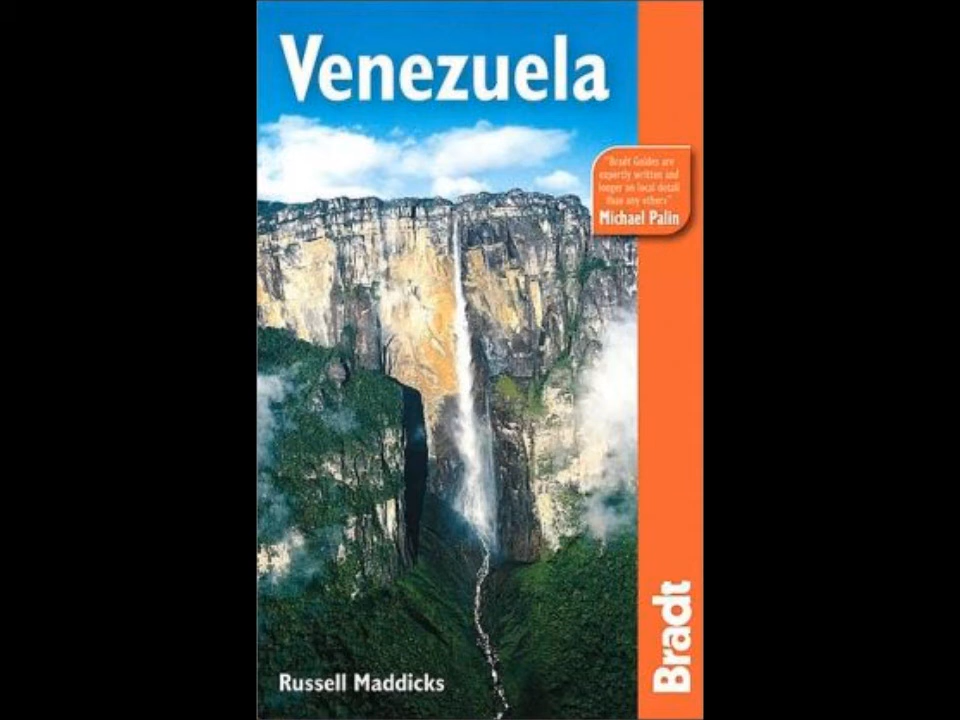 Venezuela
"Bradt Guides are
expertly written and
longer on local detail
than any others"
Michael Palin
Bradt
Russell Maddicks